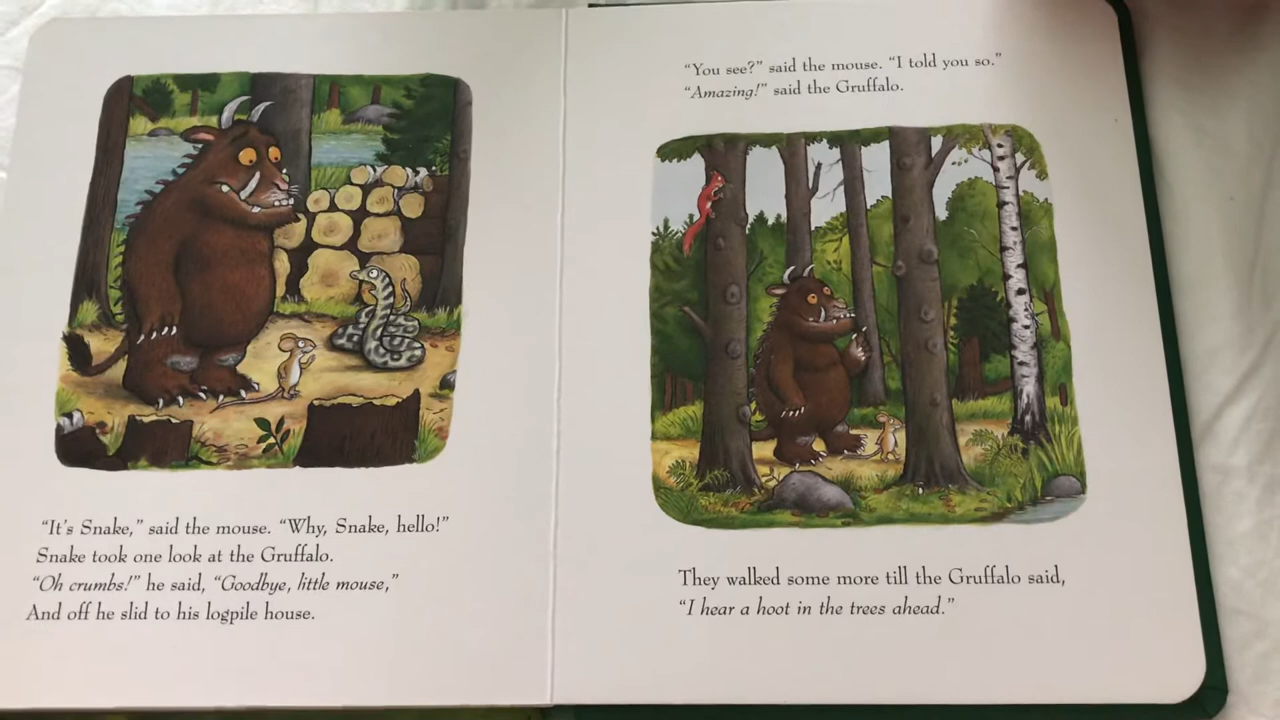 “It’s Snake,” said the mouse. “Why, Snake, hello!”
Snake took one look at the Gruffalo.
“Oh crumbs!” he said, “Goodbye, little mouse,”
And off he slid to his logpile house.
“You see?” said the mouse. “I told you so.”
“Amazing!” said the Gruffalo.
They walked some more till the Gruffalo said,
“I hear a hoot in the trees ahead.”